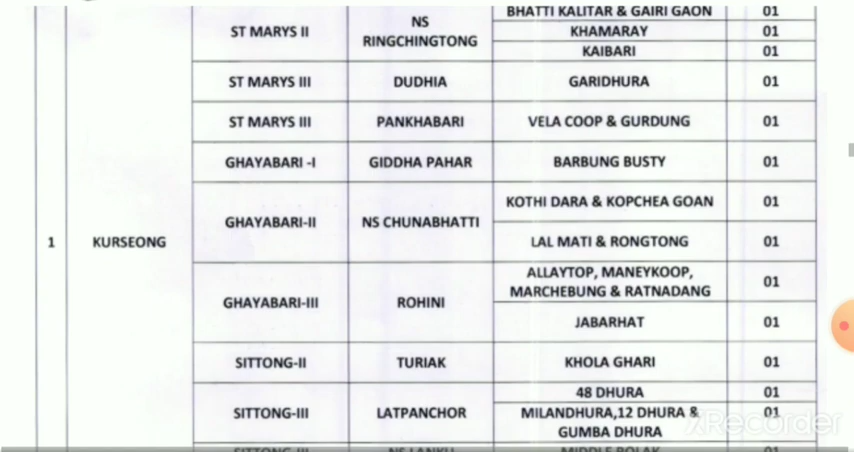 BHATTI KALITAR & GAIRI GAON 01
ST MARYS II NS RINGCHINGTONG KHAMARAY 01
KAIBARI 01
ST MARYS III DUDHIA GARIDHURA 01
ST MARYS III PANKHABARI VELA COOP & GURDUNG 01
GHAYABARI -I GIDDHA PAHAR BARBUNG BUSTY 01
GHAYABARI-II NS CHUNABHATTI KOTHI DARA & KOPCHEA GOAN 01
1 KURSEONG LAL MATI & RONGTONG 01
GHAYABARI-III ROHINI ALLAYTOP, MANEYKOOP,
MARCHEBUNG & RATNADANG 01
JABARHAT 01
SITTONG-II TURIAK KHOLA GHARI 01
SITTONG-III LATPANCHOR 48 DHURA 01
MILANDHURA,12 DHURA & 01
GUMBA DHURA
XRecorder